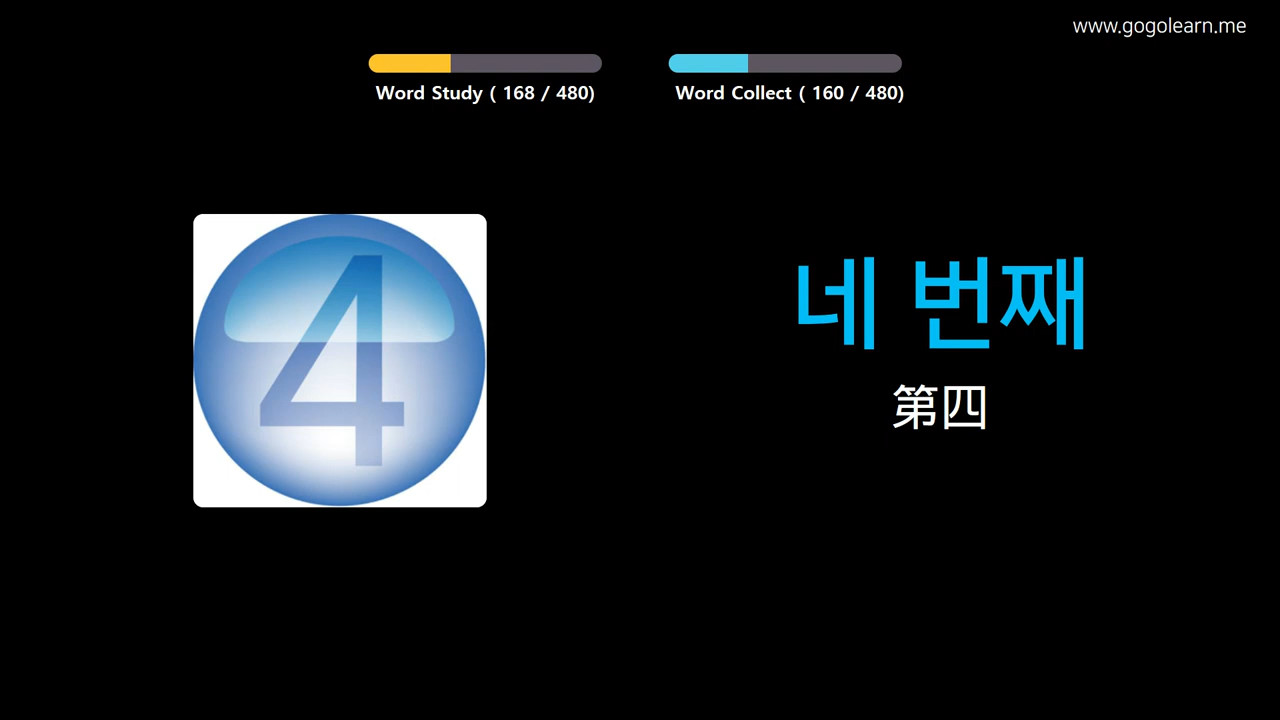 www.gogolearn.me
Word Study ( 168 / 480)
Word Collect ( 160 / 480)
4
네 번째
第四